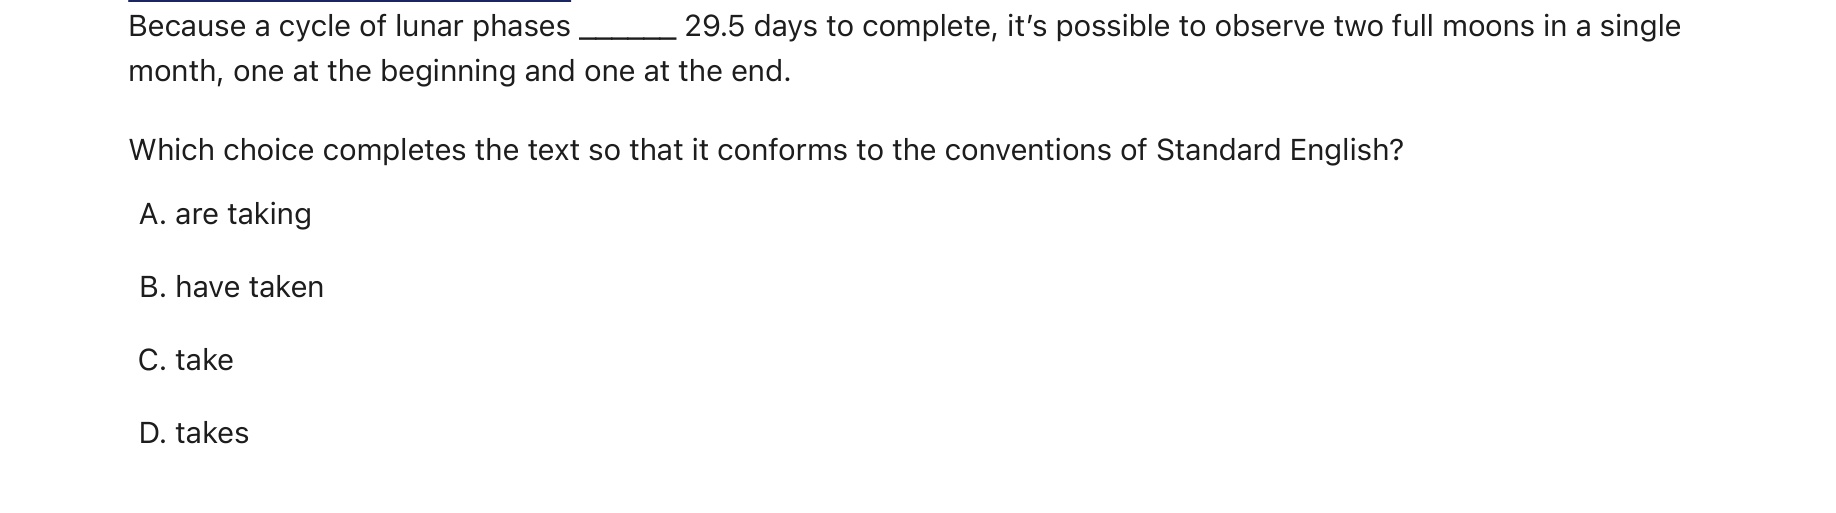 Because a cycle of lunar phases ______ 29.5 days to complete, it’s possible to observe two full moons in a single
month, one at the beginning and one at the end.
Which choice completes the text so that it conforms to the conventions of Standard English?
A. are taking
B. have taken
C. take
D. takes